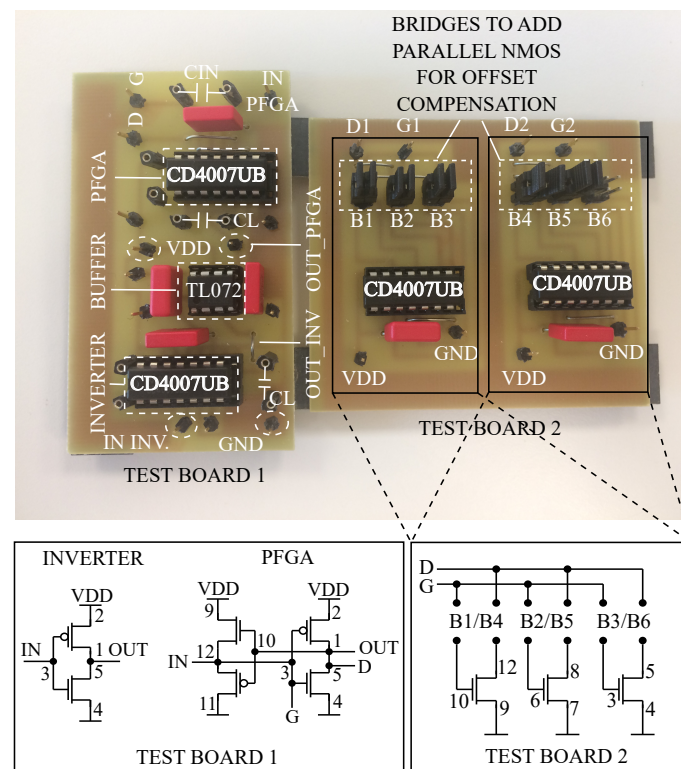 BRIDGES TO ADD
PARALLEL NMOS
FOR OFFSET
COMPENSATION
G
CIN
IN
D
PFGA
PFGA
CD4007UB
CL
VDD
OUT_PFGA
BUFFER
TL072
OUT_INV
INVERTER
CD4007UB
CL
IN INV.
GND
TEST BOARD 1
D1
G1
D2
G2
B1
B2
B3
B4
B5
B6
CD4007UB
CD4007UB
GND
GND
VDD
VDD
TEST BOARD 2
INVERTER
PFGA
VDD
2
IN
1
OUT
3
5
4
VDD
VDD
9
2
12
10
1
OUT
IN
3
5
D
11
4
G
TEST BOARD 1
D
G
B1/B4
B2/B5
B3/B6
12
8
5
10
6
3
9
7
4
TEST BOARD 2